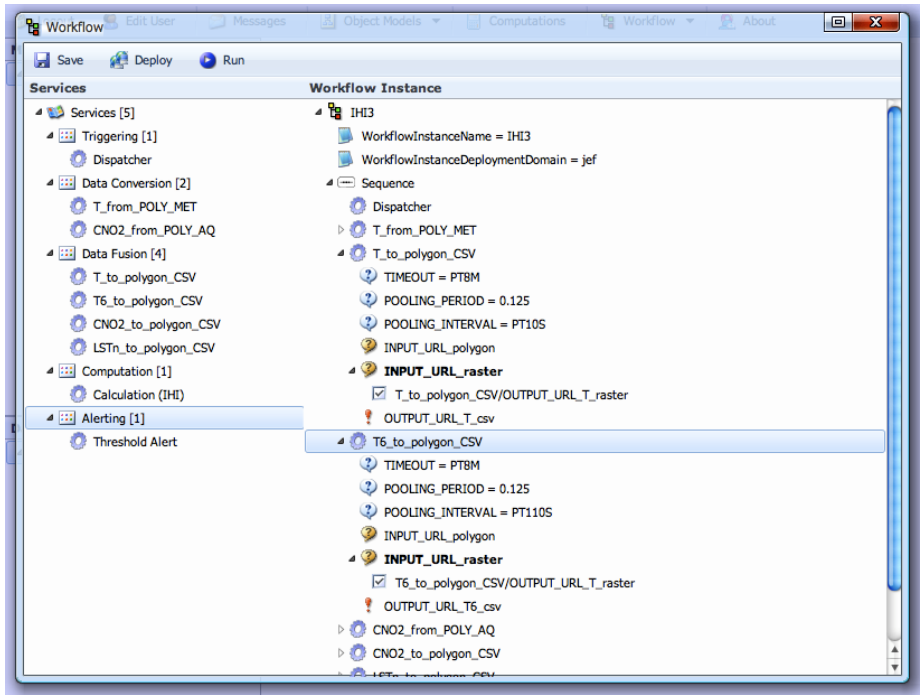 Edit User Messages Object Models Computations Workflow About
Workflow
Save Deploy Run
Services
Services [5]
Triggering [1]
Dispatcher
Data Conversion [2]
T_from_POLY_MET
CNO2_from_POLY_AQ
Data Fusion [4]
T_to_polygon_CSV
T6_to_polygon_CSV
CNO2_to_polygon_CSV
LSTn_to_polygon_CSV
Computation [1]
Calculation (IHI)
Alerting [1]
Threshold Alert
Workflow Instance
IHI3
WorkflowInstanceName = IHI3
WorkflowInstanceDeploymentDomain = jef
Sequence
Dispatcher
T_from_POLY_MET
T_to_polygon_CSV
TIMEOUT = PT8M
POOLING_PERIOD = 0.125
POOLING_INTERVAL = PT10S
INPUT_URL_polygon
INPUT_URL_raster
T_to_polygon_CSV/OUTPUT_URL_T_raster
OUTPUT_URL_T_csv
T6_to_polygon_CSV
TIMEOUT = PT8M
POOLING_PERIOD = 0.125
POOLING_INTERVAL = PT110S
INPUT_URL_polygon
INPUT_URL_raster
T6_to_polygon_CSV/OUTPUT_URL_T_raster
OUTPUT_URL_T6_csv
CNO2_from_POLY_AQ
CNO2_to_polygon_CSV
LSTn_to_polygon_CSV